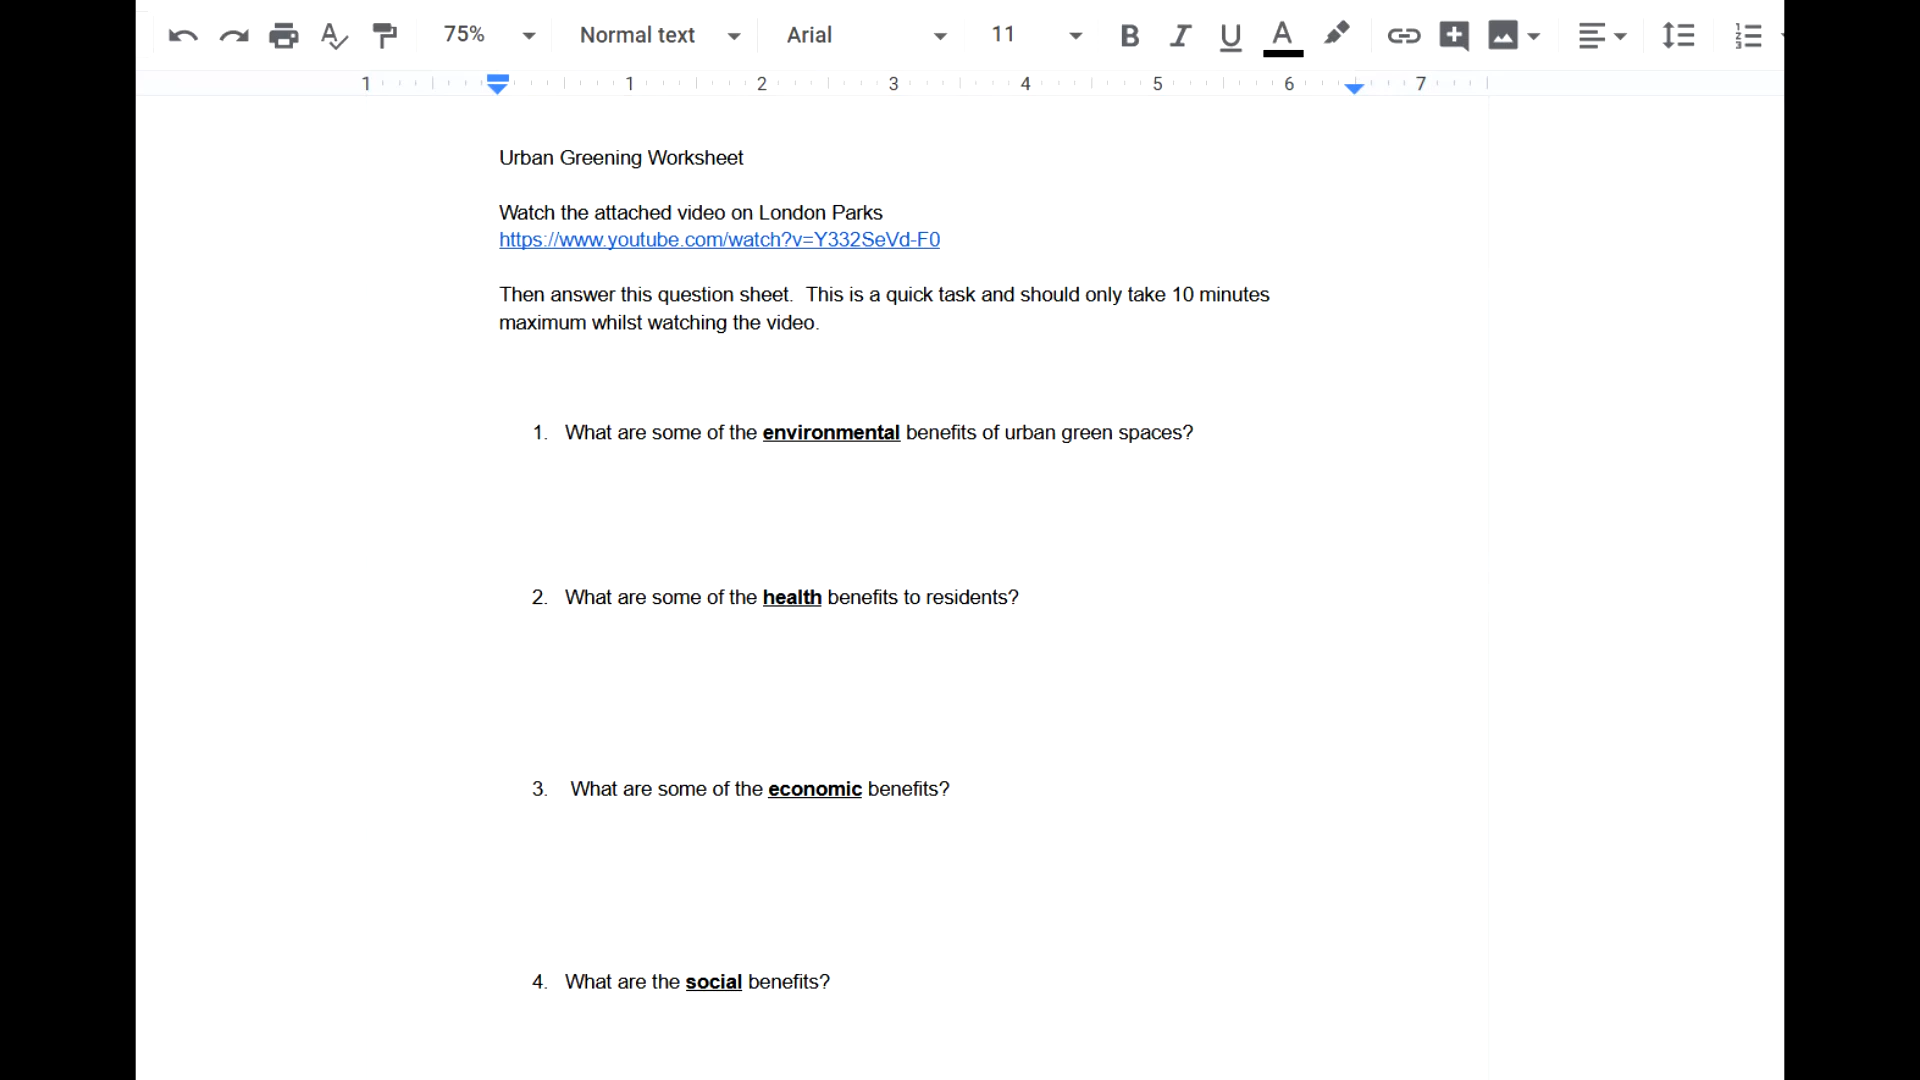 75% Normal text Arial 11 B I U A
1 1 2 3 4 5 6 7
Urban Greening Worksheet
Watch the attached video on London Parks
https://www.youtube.com/watch?v=Y332SeVd-F0
Then answer this question sheet.  This is a quick task and should only take 10 minutes
maximum whilst watching the video.
1. What are some of the environmental benefits of urban green spaces?
2. What are some of the health benefits to residents?
3. What are some of the economic benefits?
4. What are the social benefits?